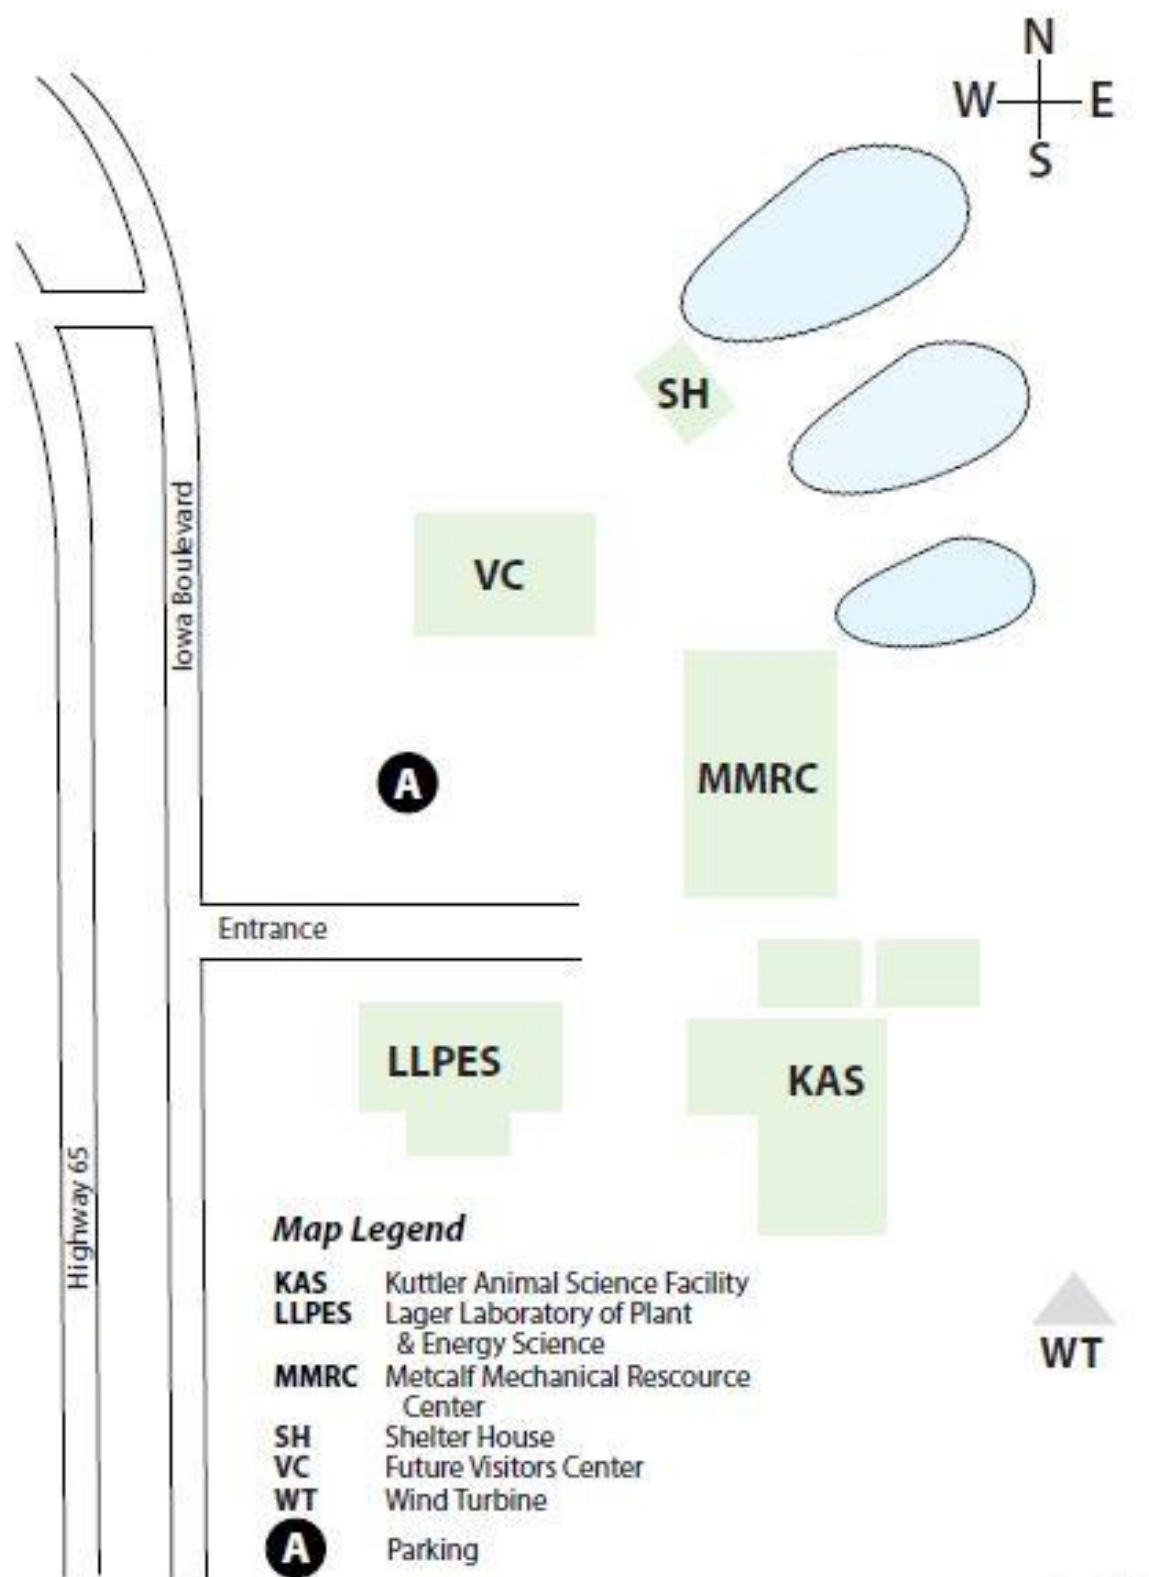 N
W E
S
SH
Iowa Boulevard
VC
MMRC
A
Entrance
LLPES
KAS
Highway 65
Map Legend
KAS Kuttler Animal Science Facility
LLPES Lager Laboratory of Plant
& Energy Science
MMRC Metcalf Mechanical Rescource
Center
SH Shelter House
VC Future Visitors Center
WT Wind Turbine
A Parking
WT